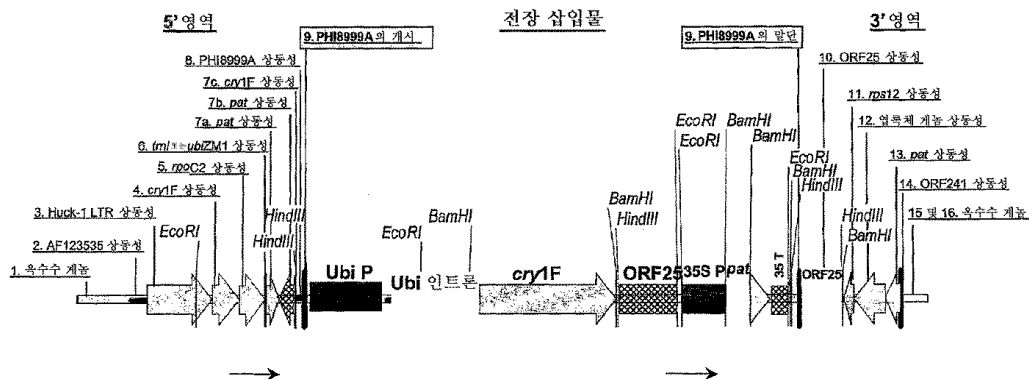 5' 영역
전장 삽입물
3' 영역
9. PHI8999A의 개시
9. PHI8999A의 말단
8. PHI8999A 상동성
7c. cry1F 상동성
7b. pat 상동성
7a. pat 상동성
6. tml 또는 ubiZM1 상동성
5. rpoC2 상동성
4. cry1F 상동성
3. Huck-1 LTR 상동성
2. AF123535 상동성
1. 옥수수 게놈
10. ORF25 상동성
11. rps12 상동성
12. 엽록체 게놈 상동성
13. pat 상동성
14. ORF241 상동성
15 및 16. 옥수수 게놈
EcoRI
HindIII
HindIII
EcoRI
BamHI
BamHI
HindIII
EcoRI
EcoRI
BamHI
BamHI
EcoRI
BamHI
HindIII
HindIII
BamHI
Ubi P
Ubi 인트론
cry1F
ORF25
35S P
pat
35 T
ORF25